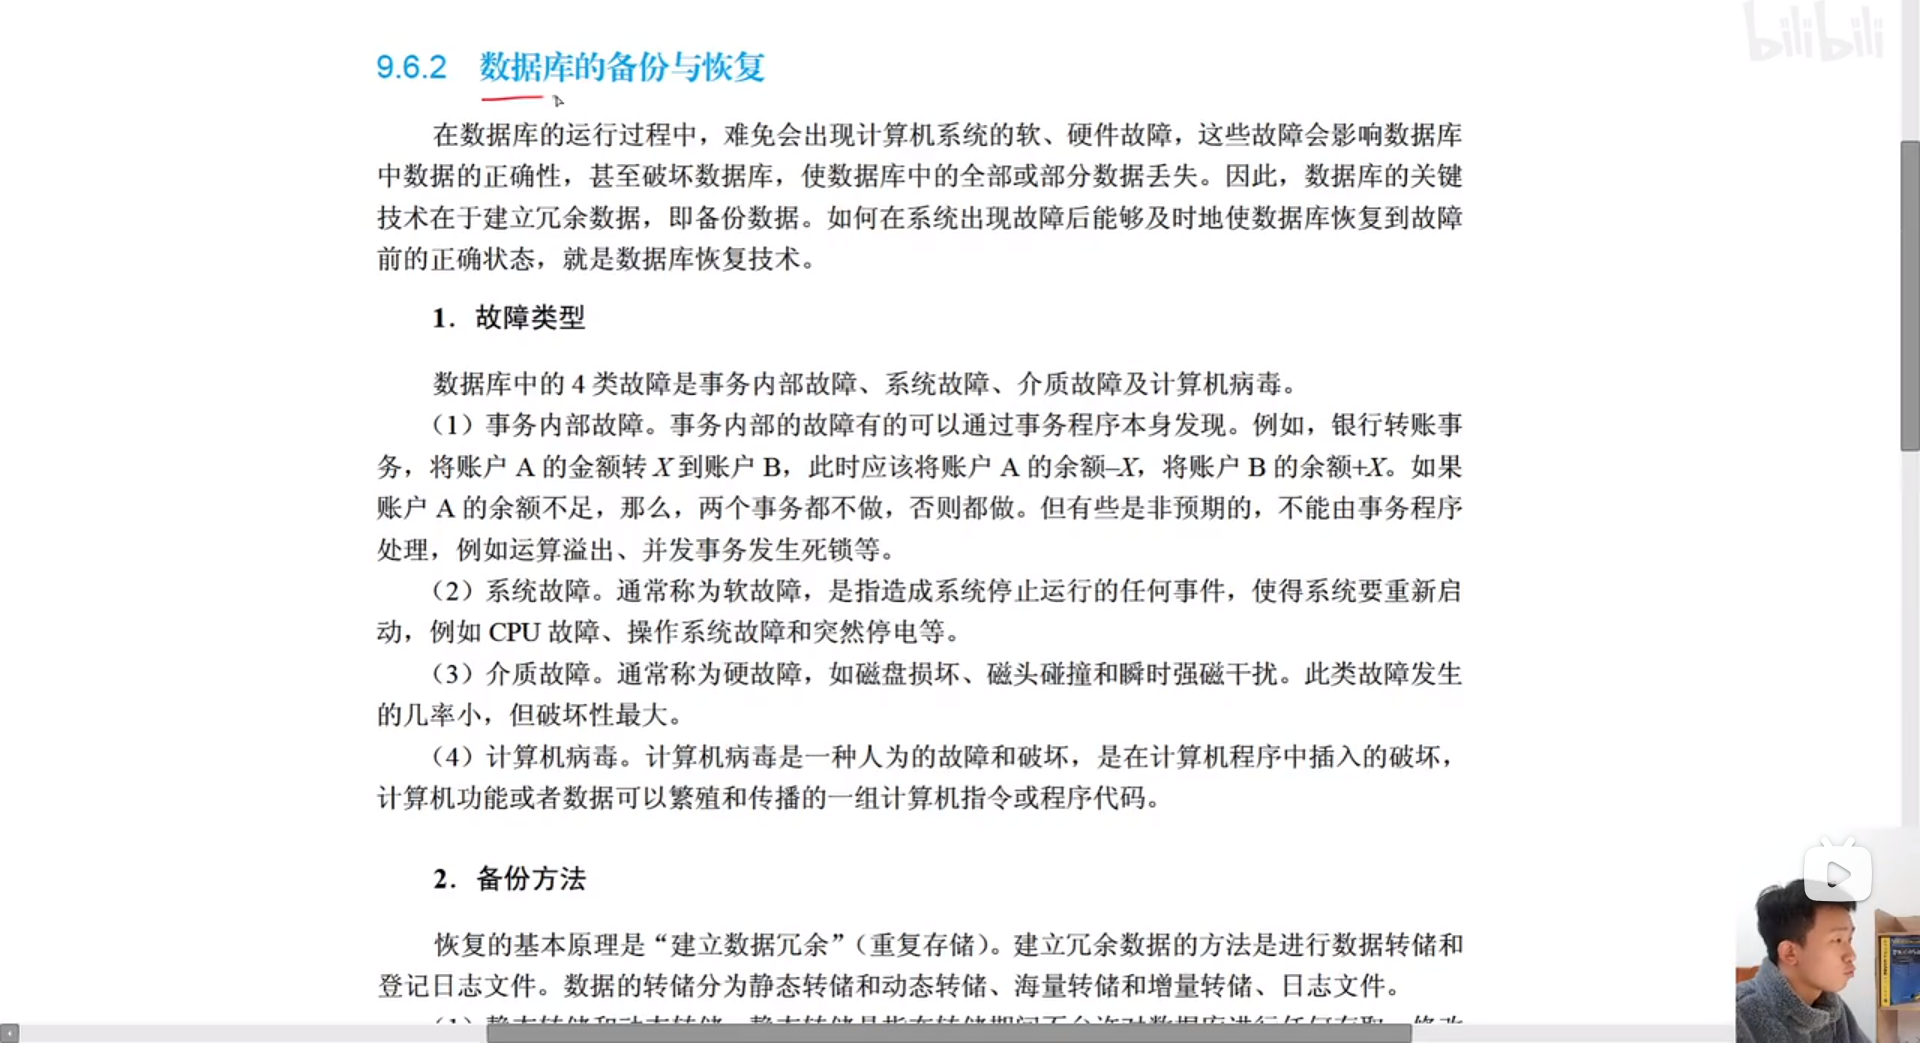 bilibili
9.6.2 数据库的备份与恢复
在数据库的运行过程中，难免会出现计算机系统的软、硬件故障，这些故障会影响数据库
中数据的正确性，甚至破坏数据库，使数据库中的全部或部分数据丢失。因此，数据库的关键
技术在于建立冗余数据，即备份数据。如何在系统出现故障后能够及时地使数据库恢复到故障
前的正确状态，就是数据库恢复技术。
1．故障类型
数据库中的 4 类故障是事务内部故障、系统故障、介质故障及计算机病毒。
（1）事务内部故障。事务内部的故障有的可以通过事务程序本身发现。例如，银行转账事
务，将账户 A 的金额转 X 到账户 B，此时应该将账户 A 的余额–X，将账户 B 的余额+X。如果
账户 A 的余额不足，那么，两个事务都不做，否则都做。但有些是非预期的，不能由事务程序
处理，例如运算溢出、并发事务发生死锁等。
（2）系统故障。通常称为软故障，是指造成系统停止运行的任何事件，使得系统要重新启
动，例如 CPU 故障、操作系统故障和突然停电等。
（3）介质故障。通常称为硬故障，如磁盘损坏、磁头碰撞和瞬时强磁干扰。此类故障发生
的几率小，但破坏性最大。
（4）计算机病毒。计算机病毒是一种人为的故障和破坏，是在计算机程序中插入的破坏，
计算机功能或者数据可以繁殖和传播的一组计算机指令或程序代码。
2．备份方法
恢复的基本原理是“建立数据冗余”（重复存储）。建立冗余数据的方法是进行数据转储和
登记日志文件。数据的转储分为静态转储和动态转储、海量转储和增量转储、日志文件。